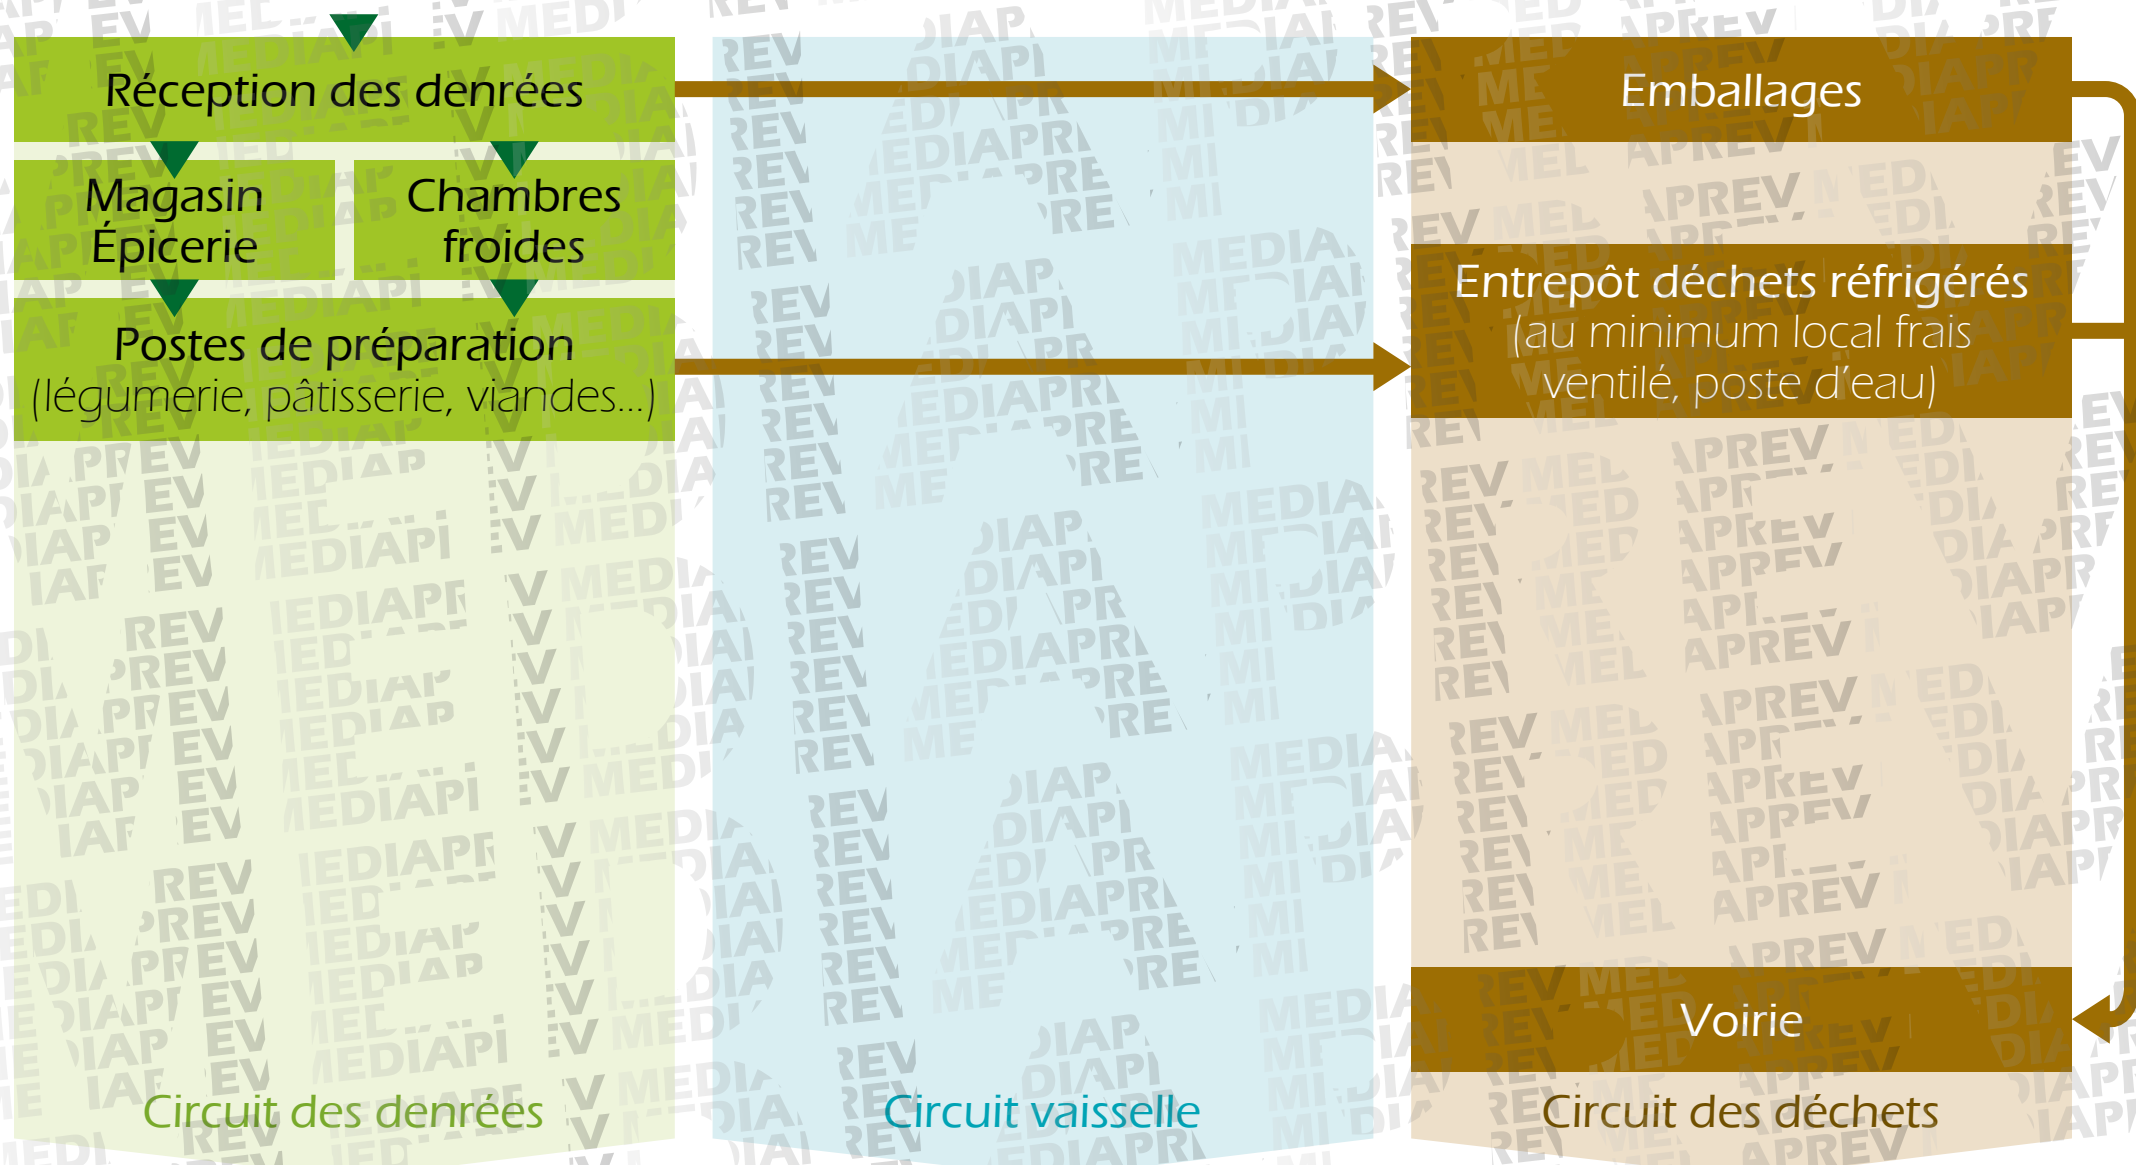 Réception des denrées
Magasin
Épicerie
Chambres
froides
Postes de préparation
(légumerie, pâtisserie, viandes...)
Emballages
Entrepôt déchets réfrigérés
(au minimum local frais
ventilé, poste d'eau)
Voirie
Circuit des denrées
Circuit vaisselle
Circuit des déchets